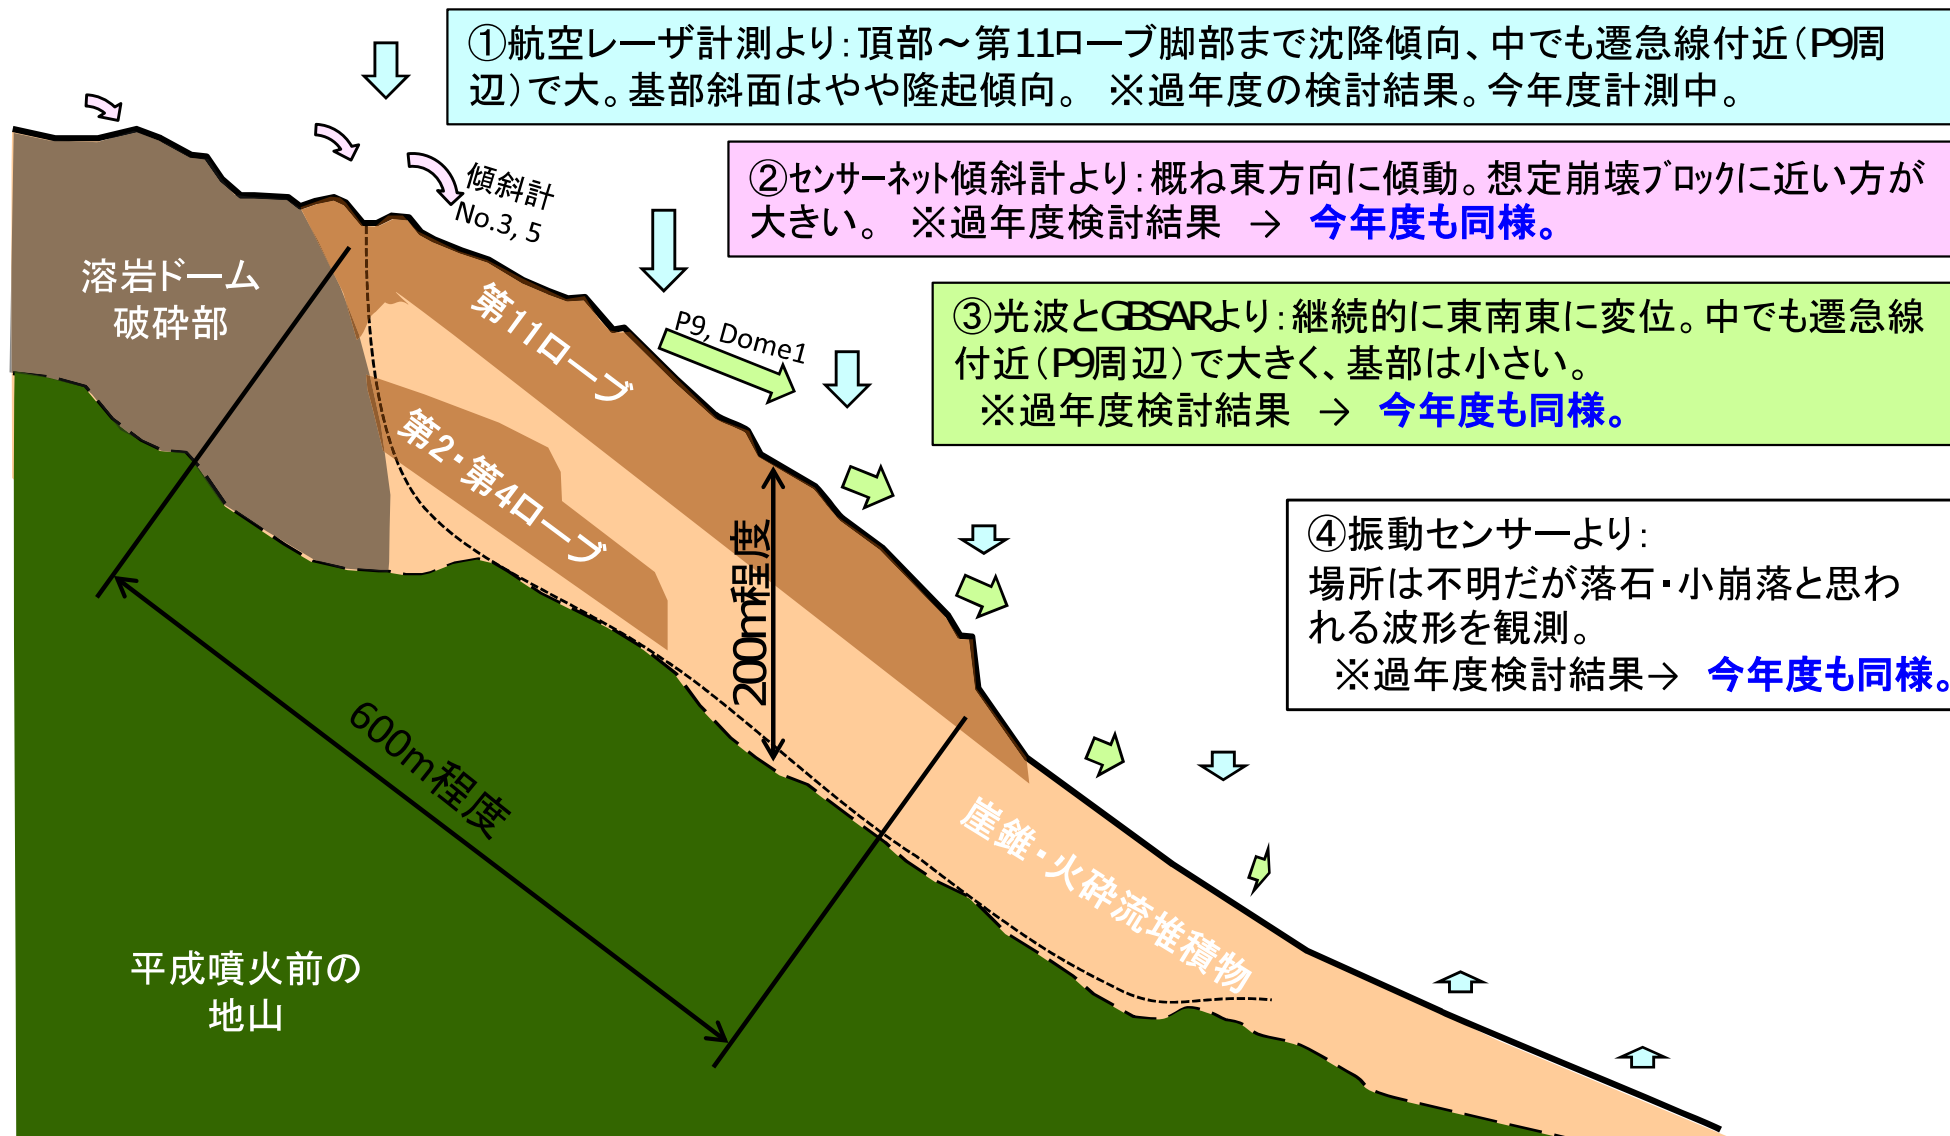 ①航空レーザ計測より：頂部～第11ローブ脚部まで沈降傾向、中でも遷急線付近（P9周
辺）で大。基部斜面はやや隆起傾向。　※過年度の検討結果。今年度計測中。
②センサーネット傾斜計より：概ね東方向に傾動。想定崩壊ブロックに近い方が
大きい。　※過年度検討結果　→　今年度も同様。
傾斜計
No.3, 5
③光波とGBSARより：継続的に東南東に変位。中でも遷急線
付近（P9周辺）で大きく、基部は小さい。
※過年度検討結果　→　今年度も同様。
P9, Dome1
溶岩ドーム
破砕部
第11ローブ
第2・第4ローブ
200m程度
④振動センサーより：
場所は不明だが落石・小崩落と思わ
れる波形を観測。
※過年度検討結果→　今年度も同様。
600m程度
崖錐・火砕流堆積物
平成噴火前の
地山